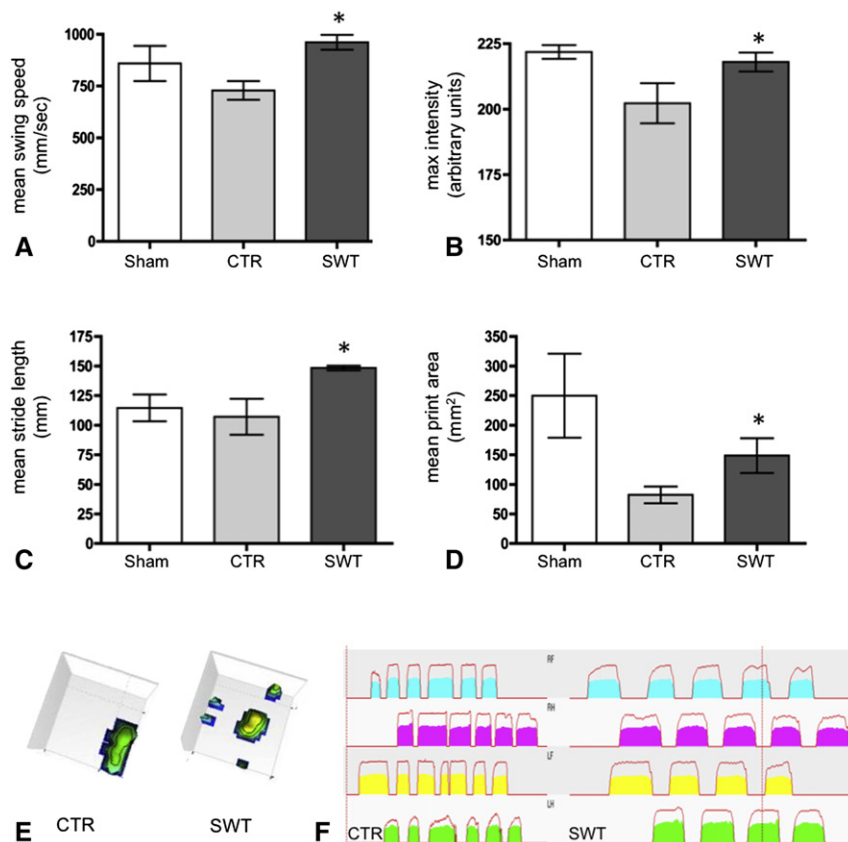 mean swing speed
(mm/sec)
1000
750
500
250
0
*
Sham CTR SWT
A
max intensity
(arbitrary units)
225
200
175
150
*
Sham CTR SWT
B
mean stride length
(mm)
175
150
125
100
75
50
25
0
*
Sham CTR SWT
C
mean print area
(mm²)
350
300
250
200
150
100
50
0
*
Sham CTR SWT
D
E
CTR SWT
F
RF
RH
LF
LH
CTR SWT